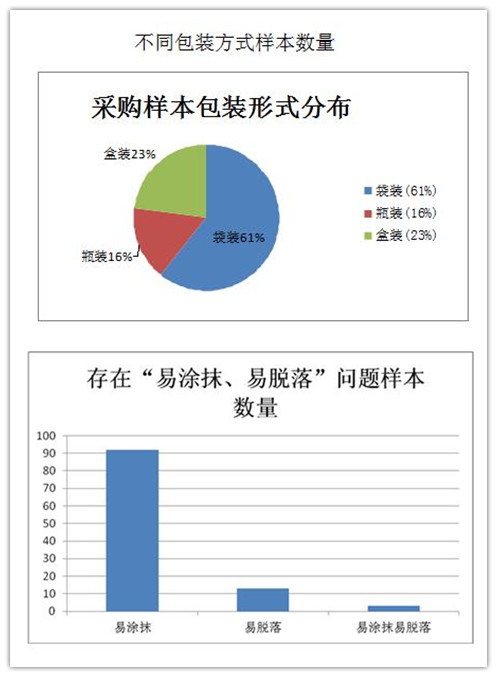 不同包装方式样本数量
采购样本包装形式分布
盒装23%
袋装61%
瓶装16%
袋装(61%)
瓶装(16%)
盒装(23%)
存在“易涂抹、易脱落”问题样本
数量
100
90
80
70
60
50
40
30
20
10
0
易涂抹
易脱落
易涂抹易脱落